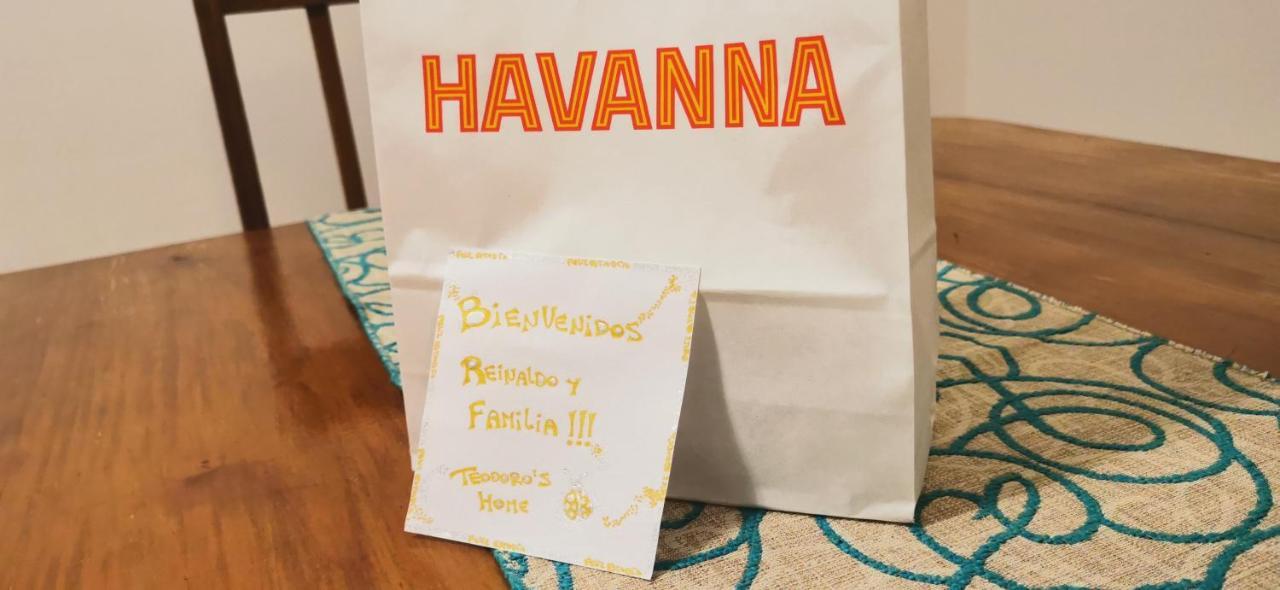 HAVANNA
BIENVENIDOS
REINALDO Y
FAMILIA !!!
TEODORO'S
HOME